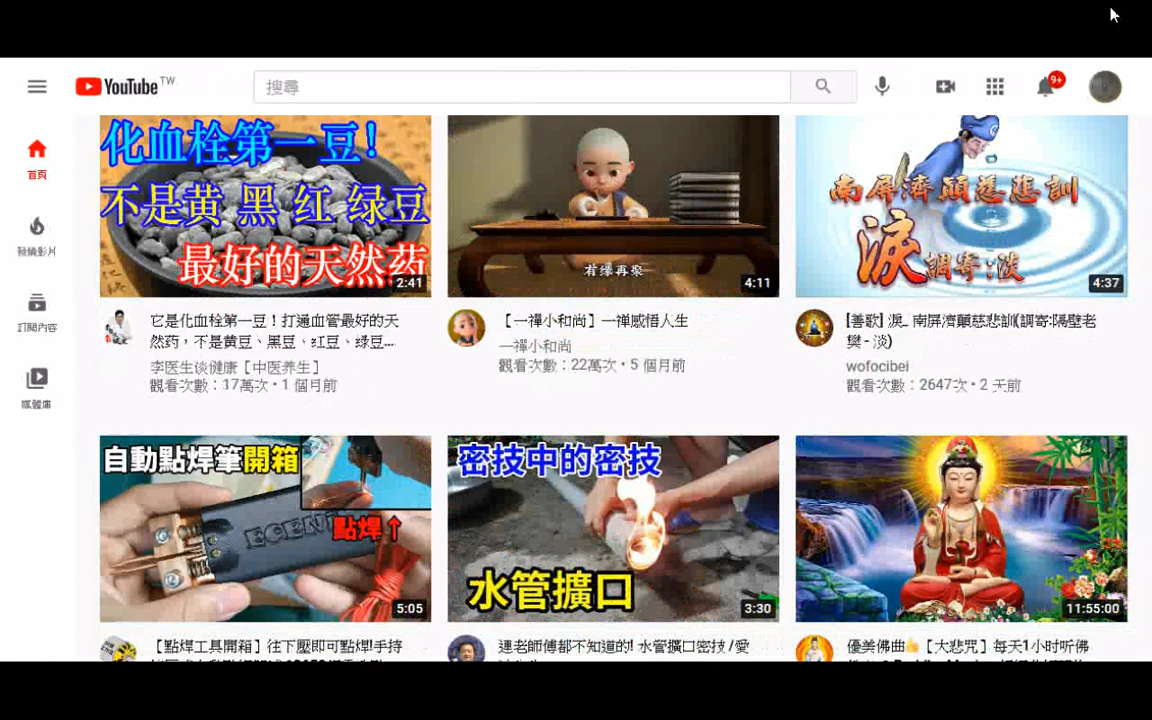 YouTube TW
搜尋
9+
首頁
發燒影片
訂閱內容
媒體庫
化血栓第一豆!
不是黄 黑 红 绿豆
最好的天然药
2:41
有缘再聚
4:11
南屏濟顛慈悲訓
淚 調寄:淡
4:37
它是化血栓第一豆!打通血管最好的天
然药,不是黄豆、黑豆、红豆、绿豆...
李医生谈健康【中医养生】
觀看次數:17萬次 • 1 個月前
【一禪小和尚】一禅感悟人生
一禪小和尚
觀看次數:22萬次 • 5 個月前
[善歌] 淚_ 南屏濟顛慈悲訓(調寄:隔壁老
樊 - 淡)
wofocibei
觀看次數:2647次 • 2 天前
自動點焊筆開箱
點焊↑
5:05
密技中的密技
水管擴口
3:30
11:55:00
【點焊工具開箱】往下壓即可點焊!手持
連老師傅都不知道的! 水管擴口密技 /愛
優美佛曲👍【大悲咒】每天1小时听佛